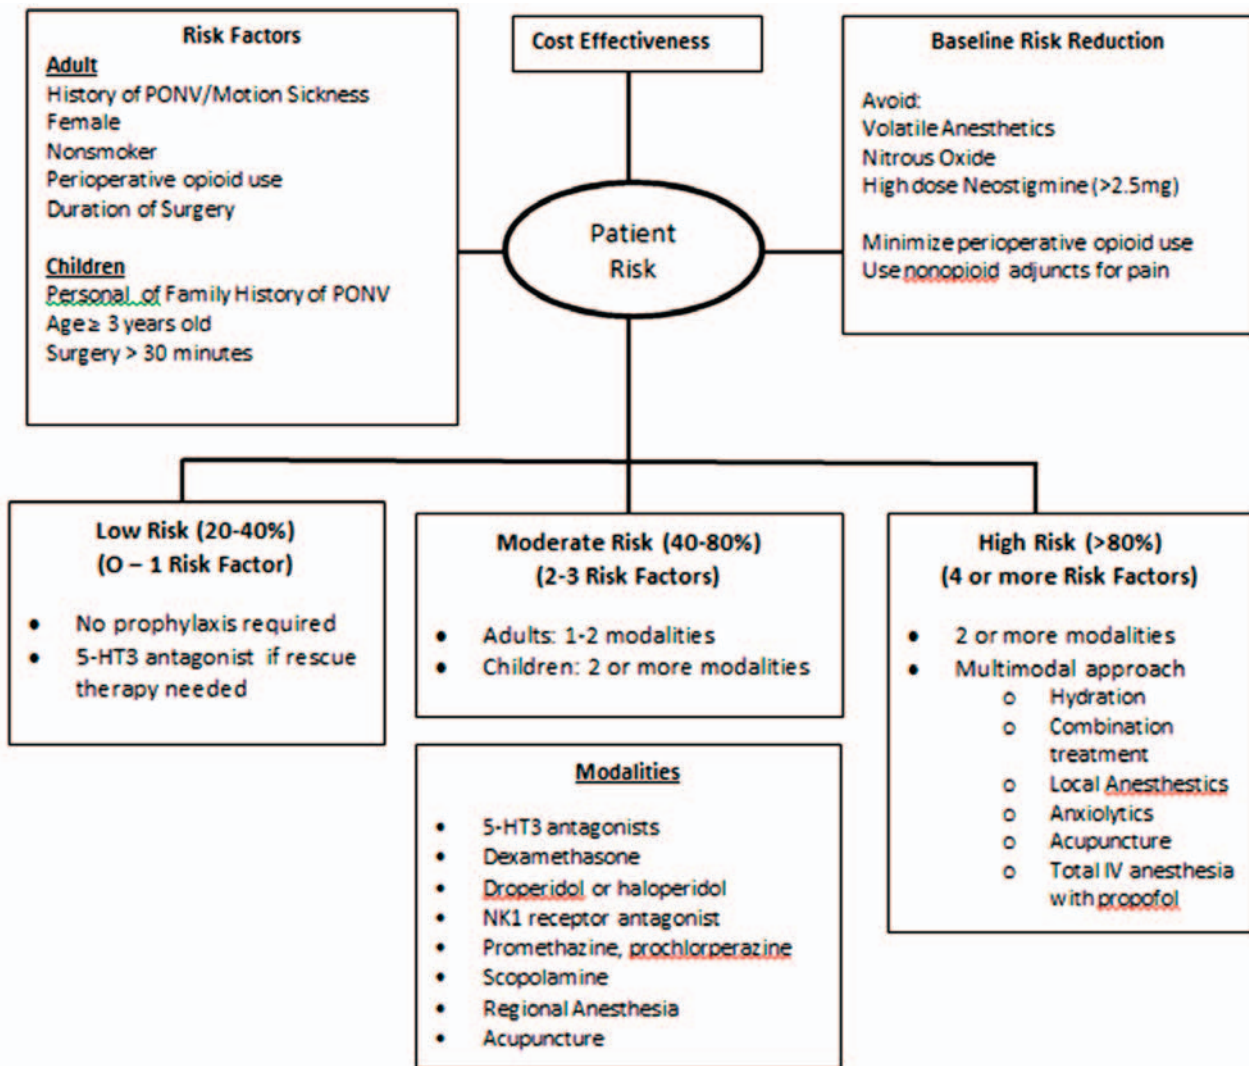 Risk Factors
Adult
History of PONV/Motion Sickness
Female
Nonsmoker
Perioperative opioid use
Duration of Surgery
Children
Personal of Family History of PONV
Age ≥ 3 years old
Surgery > 30 minutes
Cost Effectiveness
Baseline Risk Reduction
Avoid:
Volatile Anesthetics
Nitrous Oxide
High dose Neostigmine (>2.5mg)
Minimize perioperative opioid use
Use nonopioid adjuncts for pain
Patient
Risk
Low Risk (20-40%)
(O – 1 Risk Factor)
• No prophylaxis required
• 5-HT3 antagonist if rescue
therapy needed
Moderate Risk (40-80%)
(2-3 Risk Factors)
• Adults: 1-2 modalities
• Children: 2 or more modalities
High Risk (>80%)
(4 or more Risk Factors)
• 2 or more modalities
• Multimodal approach
o Hydration
o Combination
treatment
o Local Anesthestics
o Anxiolytics
o Acupuncture
o Total IV anesthesia
with propofol
Modalities
• 5-HT3 antagonists
• Dexamethasone
• Droperidol or haloperidol
• NK1 receptor antagonist
• Promethazine, prochlorperazine
• Scopolamine
• Regional Anesthesia
• Acupuncture